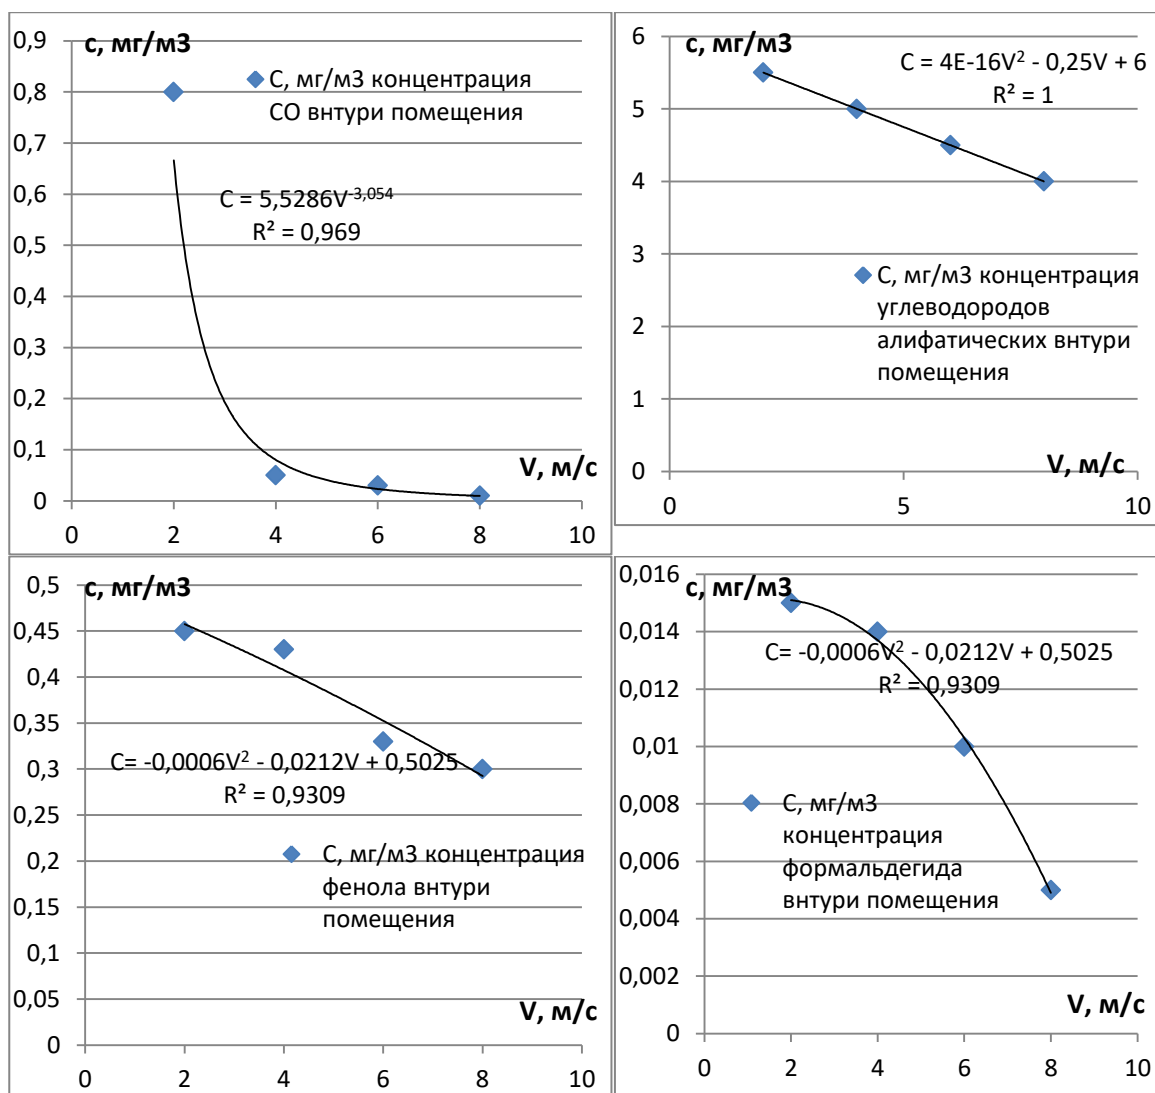 с, мг/м3
0,9
0,8
0,7
0,6
0,5
0,4
0,3
0,2
0,1
0
С, мг/м3 концентрация
СО внтури помещения
C = 5,5286V-3,054
R² = 0,969
V, м/с
0
2
4
6
8
10
с, мг/м3
6
5
4
3
2
1
0
C = 4E-16V² - 0,25V + 6
R² = 1
С, мг/м3 концентрация
углеводородов
алифатических внтури
помещения
V, м/с
0
5
10
с, мг/м3
0,5
0,45
0,4
0,35
0,3
0,25
0,2
0,15
0,1
0,05
0
C= -0,0006V² - 0,0212V + 0,5025
R² = 0,9309
С, мг/м3 концентрация
фенола внтури
помещения
V, м/с
0
2
4
6
8
10
с, мг/м3
0,016
0,014
0,012
0,01
0,008
0,006
0,004
0,002
0
C= -0,0006V² - 0,0212V + 0,5025
R² = 0,9309
С, мг/м3
концентрация
формальдегида
внтури помещения
V, м/с
0
2
4
6
8
10